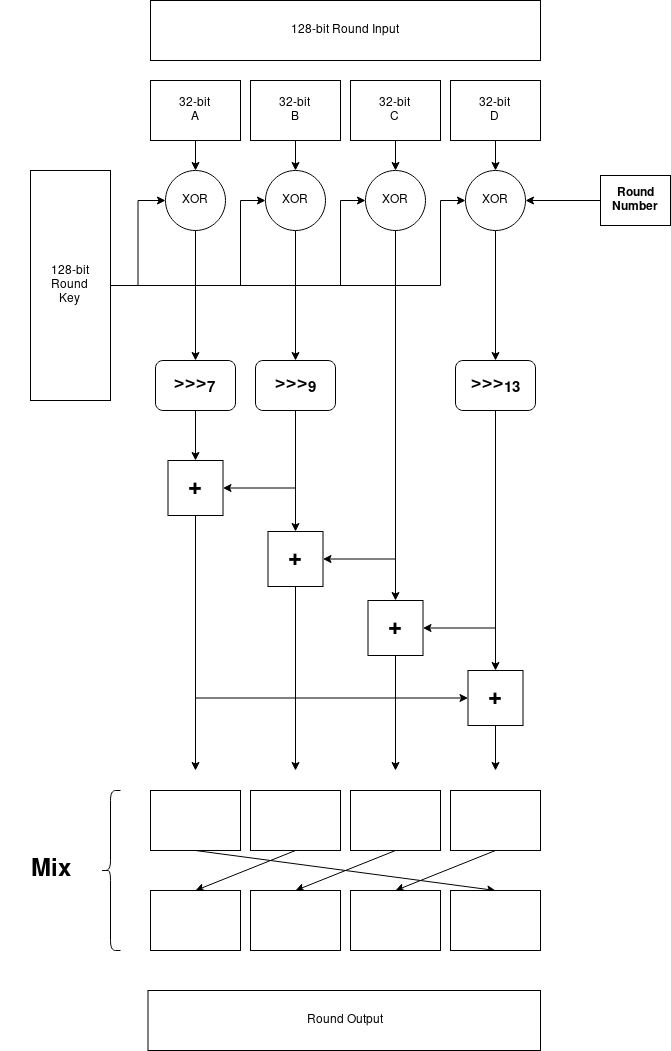 128-bit Round Input
32-bit
A
32-bit
B
32-bit
C
32-bit
D
XOR
XOR
XOR
XOR
Round
Number
128-bit
Round
Key
>>>7
>>>9
>>>13
+
+
+
+
Mix
Round Output